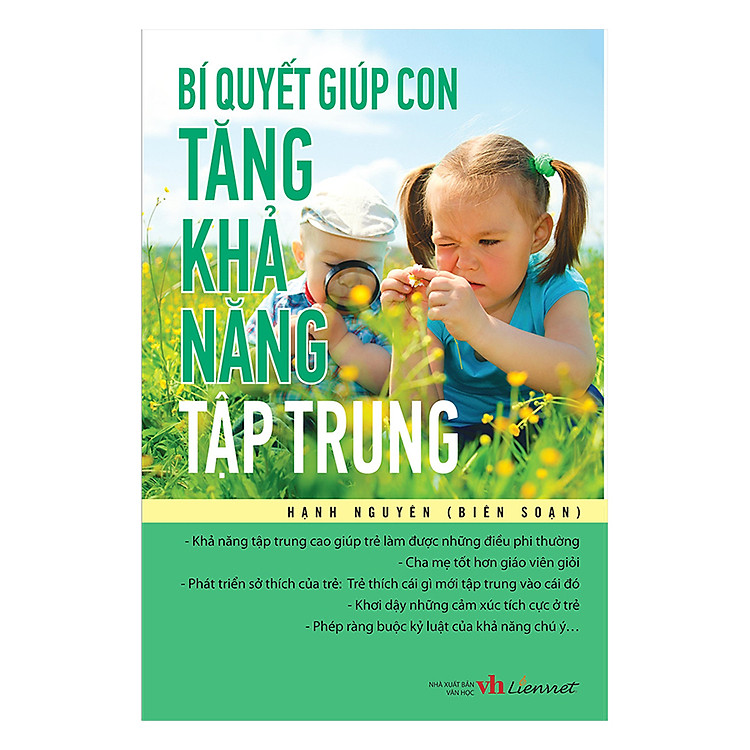 BÍ QUYẾT GIÚP CON
TĂNG
KHẢ
NĂNG
TẬP TRUNG
HẠNH NGUYÊN (BIÊN SOẠN)
- Khả năng tập trung cao giúp trẻ làm được những điều phi thường
- Cha mẹ tốt hơn giáo viên giỏi
- Phát triển sở thích của trẻ: Trẻ thích cái gì mới tập trung vào cái đó
- Khơi dậy những cảm xúc tích cực ở trẻ
- Phép ràng buộc kỷ luật của khả năng chú ý...
NHÀ XUẤT BẢN
VĂN HỌC
vh Lienviet